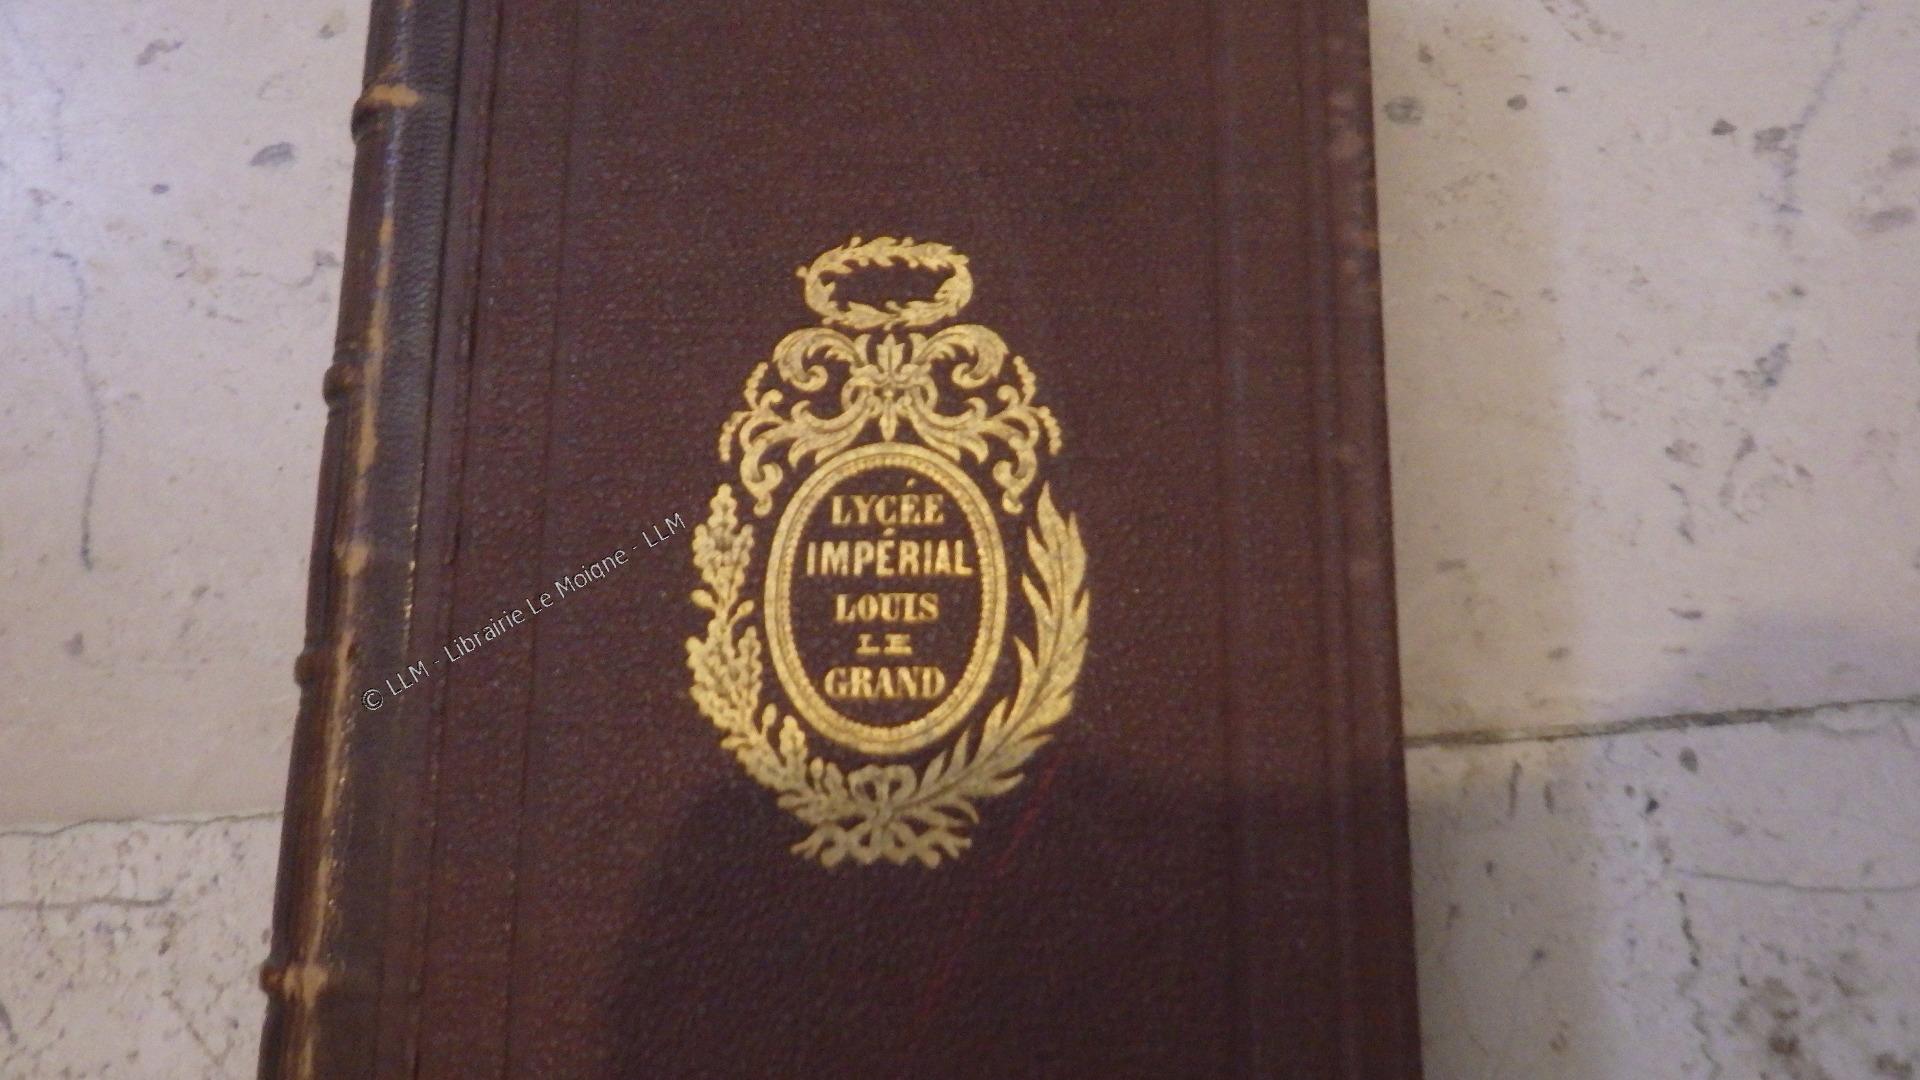 LYCÉE
IMPÉRIAL
LOUIS
LE
GRAND
© LLM - Librairie Le Moigne - LLM